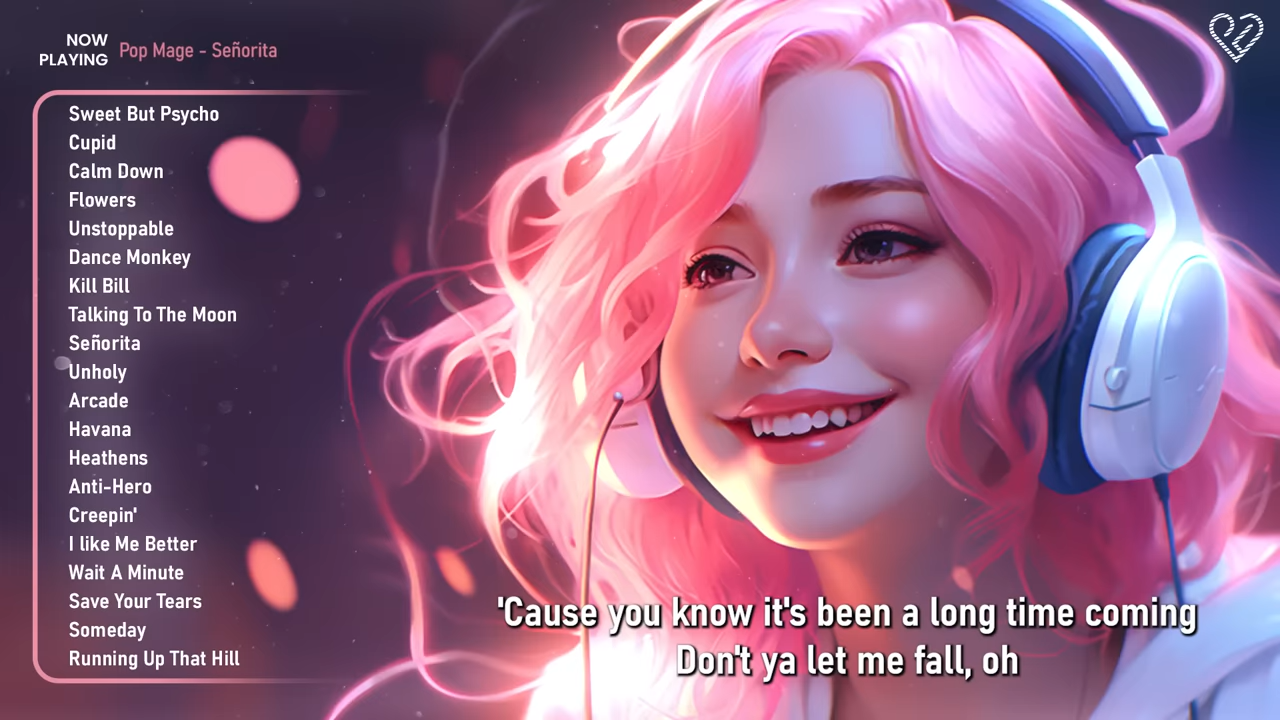 NOW
PLAYING
Pop Mage - Señorita
Sweet But Psycho
Cupid
Calm Down
Flowers
Unstoppable
Dance Monkey
Kill Bill
Talking To The Moon
Señorita
Unholy
Arcade
Havana
Heathens
Anti-Hero
Creepin'
I like Me Better
Wait A Minute
Save Your Tears
Someday
Running Up That Hill
'Cause you know it's been a long time coming
Don't ya let me fall, oh